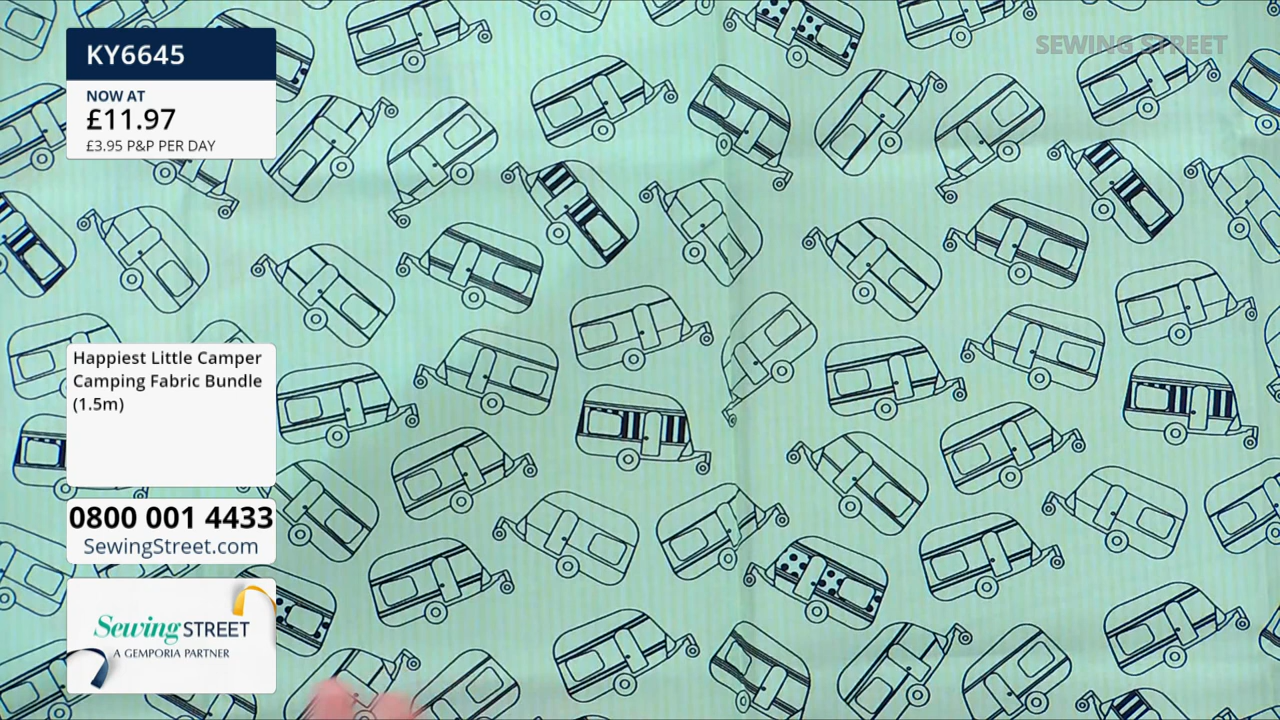 KY6645
NOW AT
£11.97
£3.95 P&P PER DAY
SEWING STREET
Happiest Little Camper
Camping Fabric Bundle
(1.5m)
0800 001 4433
SewingStreet.com
Sewing STREET
A GEMPORIA PARTNER